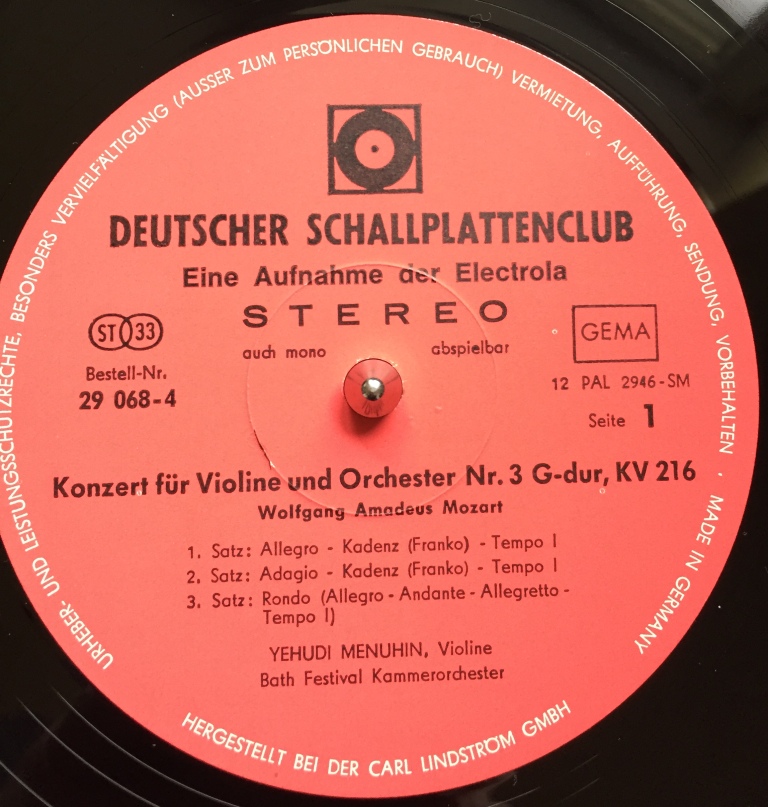 URHEBER- UND LEISTUNGSSCHUTZRECHTE, BESONDERS VERVIELFÄLTIGUNG (AUSSER ZUM PERSÖNLICHEN GEBRAUCH) VERMIETUNG, AUFFÜHRUNG, SENDUNG, VORBEHALTEN · MADE IN GERMANY
DEUTSCHER SCHALLPLATTENCLUB
Eine Aufnahme der Electrola
STEREO
auch mono abspielbar
ST 33
Bestell-Nr.
29 068-4
GEMA
12 PAL 2946-SM
Seite 1
Konzert für Violine und Orchester Nr. 3 G-dur, KV 216
Wolfgang Amadeus Mozart
1. Satz: Allegro - Kadenz (Franko) - Tempo I
2. Satz: Adagio - Kadenz (Franko) - Tempo I
3. Satz: Rondo (Allegro - Andante - Allegretto -
Tempo I)
YEHUDI MENUHIN, Violine
Bath Festival Kammerorchester
HERGESTELLT BEI DER CARL LINDSTRÖM GMBH